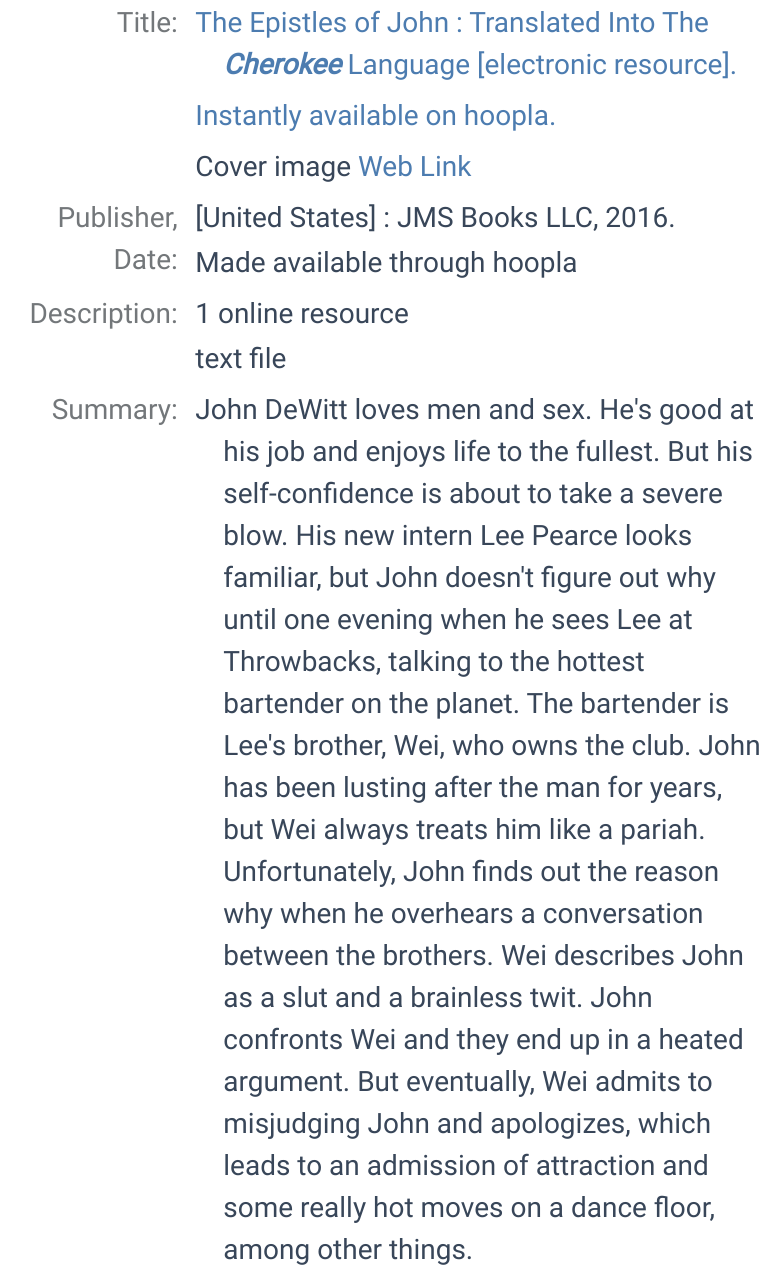 Title: The Epistles of John : Translated Into The
Cherokee Language [electronic resource].
Instantly available on hoopla.
Cover image Web Link
Publisher, [United States] : JMS Books LLC, 2016.
Date: Made available through hoopla
Description: 1 online resource
text file
Summary: John DeWitt loves men and sex. He's good at
his job and enjoys life to the fullest. But his
self-confidence is about to take a severe
blow. His new intern Lee Pearce looks
familiar, but John doesn't figure out why
until one evening when he sees Lee at
Throwbacks, talking to the hottest
bartender on the planet. The bartender is
Lee's brother, Wei, who owns the club. John
has been lusting after the man for years,
but Wei always treats him like a pariah.
Unfortunately, John finds out the reason
why when he overhears a conversation
between the brothers. Wei describes John
as a slut and a brainless twit. John
confronts Wei and they end up in a heated
argument. But eventually, Wei admits to
misjudging John and apologizes, which
leads to an admission of attraction and
some really hot moves on a dance floor,
among other things.